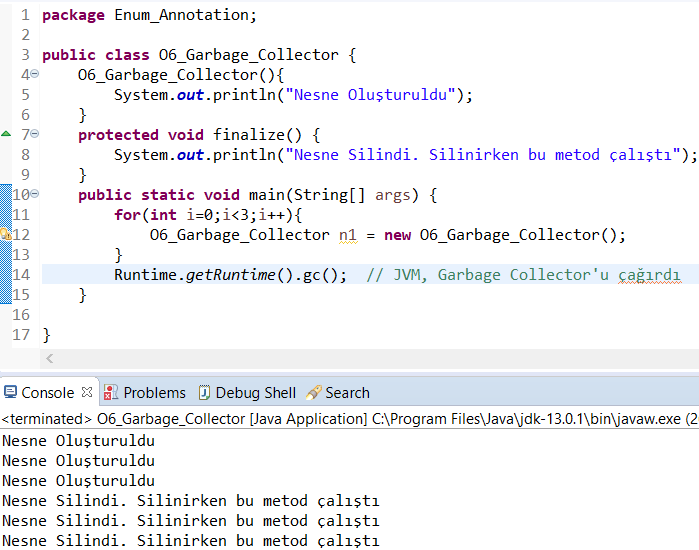 1 package Enum_Annotation;
2
3 public class O6_Garbage_Collector {
4 O6_Garbage_Collector(){
5 System.out.println("Nesne Oluşturuldu");
6 }
7 protected void finalize() {
8 System.out.println("Nesne Silindi. Silinirken bu metod çalıştı");
9 }
10 public static void main(String[] args) {
11 for(int i=0;i<3;i++){
12 O6_Garbage_Collector n1 = new O6_Garbage_Collector();
13 }
14 Runtime.getRuntime().gc(); // JVM, Garbage Collector'u çağırdı
15 }
16
17 }
Console Problems Debug Shell Search
<terminated> O6_Garbage_Collector [Java Application] C:\Program Files\Java\jdk-13.0.1\bin\javaw.exe (2
Nesne Oluşturuldu
Nesne Oluşturuldu
Nesne Oluşturuldu
Nesne Silindi. Silinirken bu metod çalıştı
Nesne Silindi. Silinirken bu metod çalıştı
Nesne Silindi. Silinirken bu metod çalıştı